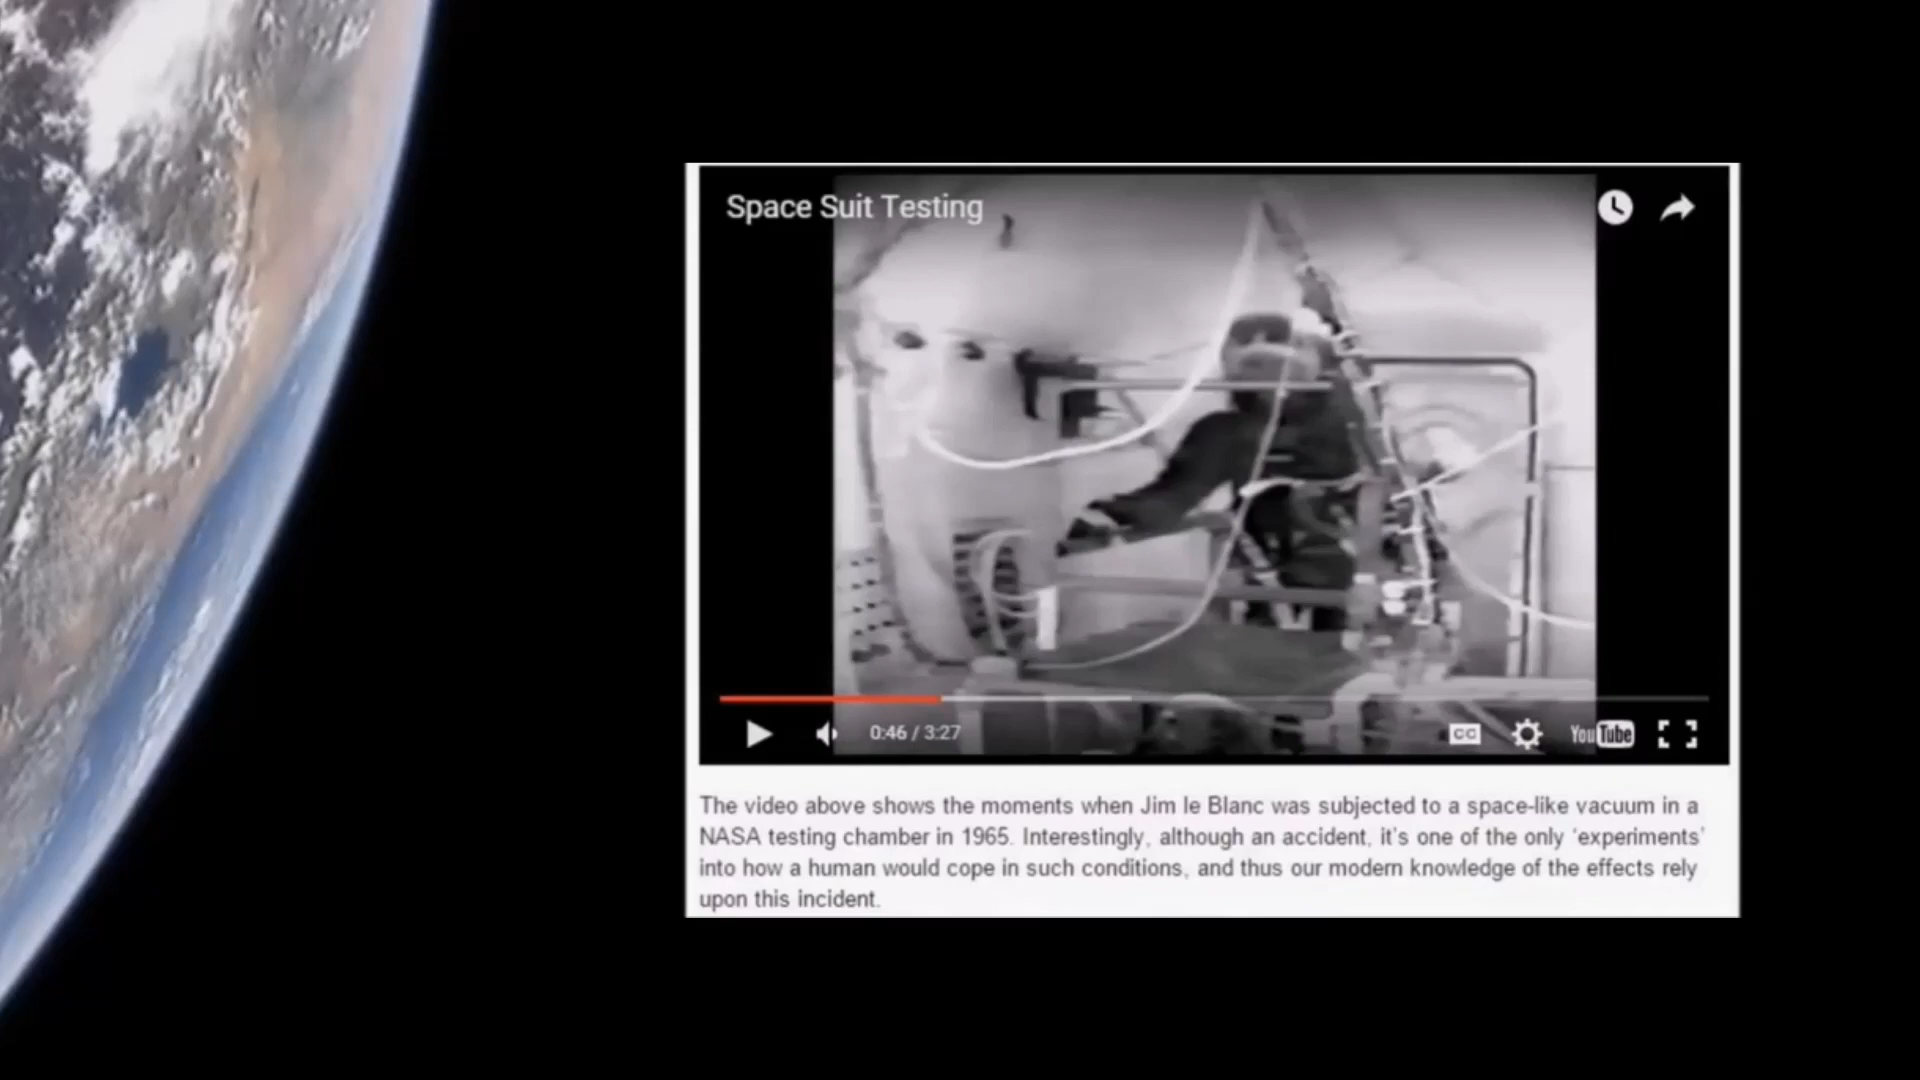 Space Suit Testing
0:46 / 3:27
CC
YouTube
The video above shows the moments when Jim le Blanc was subjected to a space-like vacuum in a
NASA testing chamber in 1965. Interestingly, although an accident, it's one of the only 'experiments'
into how a human would cope in such conditions, and thus our modern knowledge of the effects rely
upon this incident.